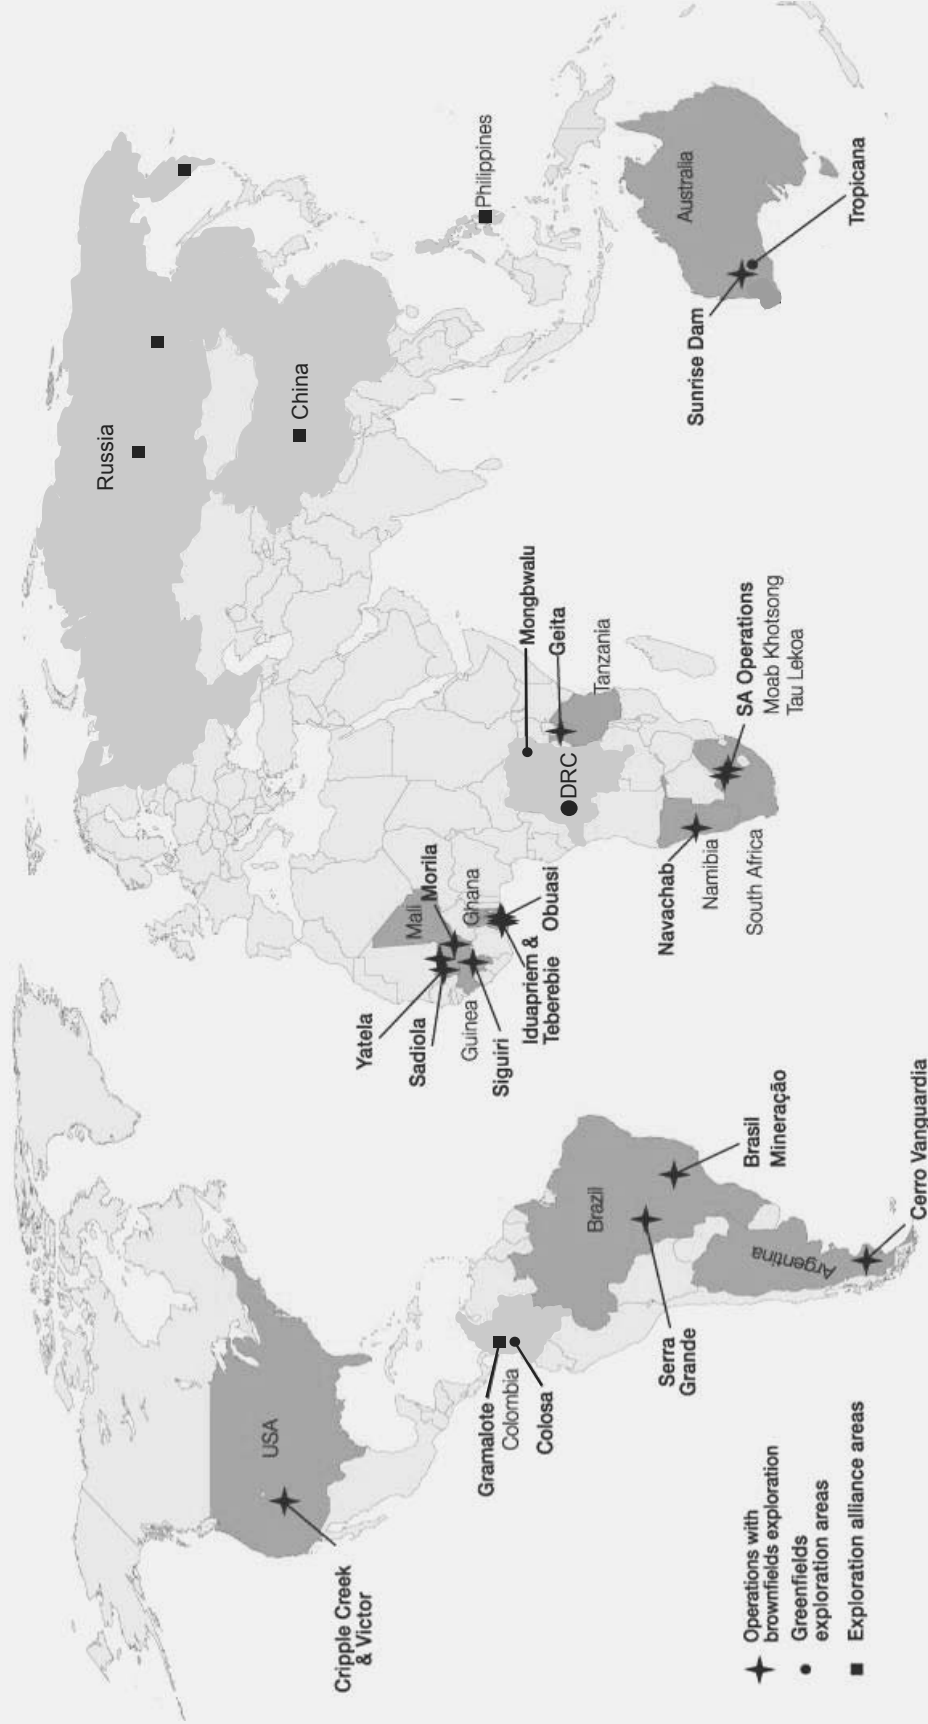 Cripple Creek
& Victor
USA
Gramalote
Colombia
Colosa
Serra
Grande
Brazil
Brasil
Mineração
Argentina
Cerro Vanguardia
Yatela
Sadiola
Guinea
Siguiri
Iduapriem &
Teberebie
Mali
Morila
Ghana
Obuasi
Navachab
Namibia
South Africa
DRC
Mongbwalu
Geita
Tanzania
SA Operations
Moab Khotsong
Tau Lekoa
Russia
China
Philippines
Australia
Sunrise Dam
Tropicana
Operations with
brownfields exploration
Greenfields
exploration areas
Exploration alliance areas